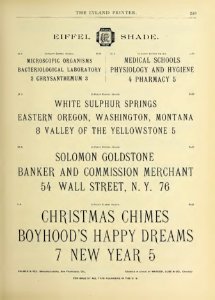 THE INLAND PRINTER.
EIFFEL SHADE.
MICROSCOPIC ORGANISMS
BACTERIOLOGICAL LABORATORY
3 CHRYSANTHEMUM 3
MEDICAL SCHOOLS
PHYSIOLOGY AND HYGIENE
4 PHARMACY 5
WHITE SULPHUR SPRINGS
EASTERN OREGON, WASHINGTON, MONTANA
8 VALLEY OF THE YELLOWSTONE 5
SOLOMON GOLDSTONE
BANKER AND COMMISSION MERCHANT
54 WALL STREET, N. Y. 76
CHRISTMAS CHIMES
BOYHOOD'S HAPPY DREAMS
7 NEW YEAR 5